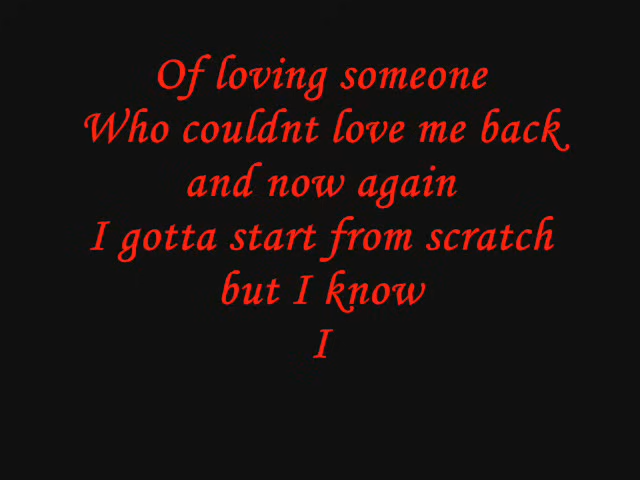 Of loving someone
Who couldnt love me back
and now again
I gotta start from scratch
but I know
I